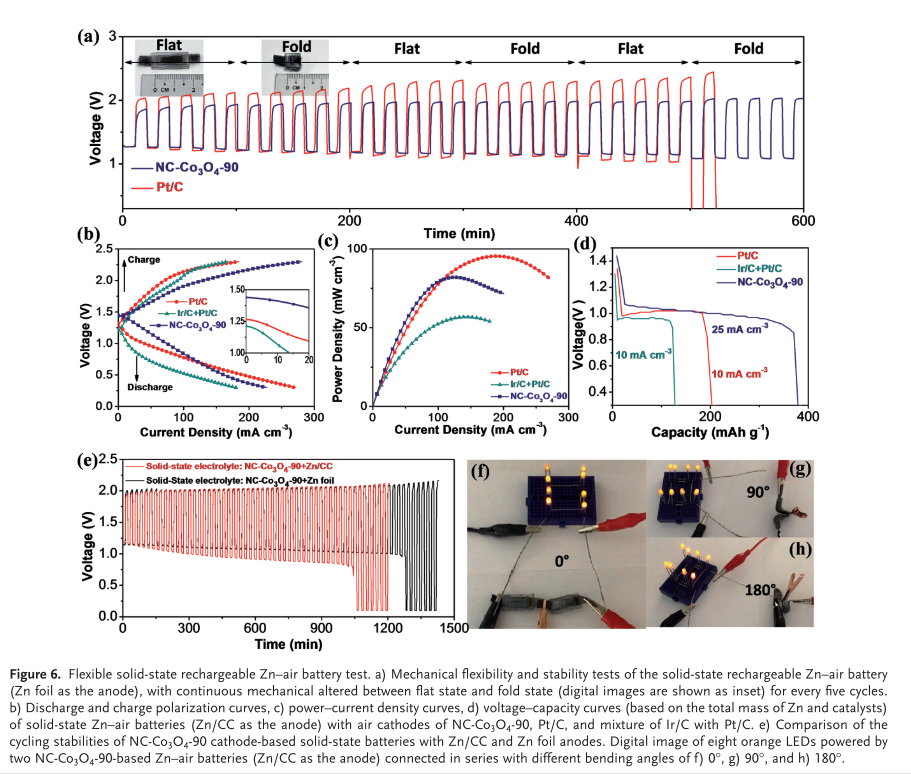 (a)
3
2
1
Voltage (V)
Flat
Fold
Flat
Fold
Flat
Fold
0 CM 1 2
0 CM 1 2
NC-Co₃O₄-90
Pt/C
0
200
400
600
Time (min)
(b)
2.5
2.0
1.5
1.0
0.5
0.0
Voltage (V)
Charge
Pt/C
Ir/C+Pt/C
NC-Co₃O₄-90
Discharge
1.50
1.25
1.00
0 10 20
0 100 200 300
Current Density (mA cm⁻³)
(c)
100
50
0
Power Density (mW cm⁻³)
Pt/C
Ir/C+Pt/C
NC-Co₃O₄-90
0 100 200 300
Current Density (mA cm⁻³)
(d)
1.4
1.2
1.0
0.8
0.6
0.4
Voltage(V)
Pt/C
Ir/C+Pt/C
NC-Co₃O₄-90
25 mA cm⁻³
10 mA cm⁻³
10 mA cm⁻³
0 200 400
Capacity (mAh g⁻¹)
(e)
2.5
2.0
1.5
1.0
0.5
0.0
Voltage (V)
Solid-state electrolyte: NC-Co₃O₄-90+Zn/CC
Solid-State electrolyte: NC-Co₃O₄-90+Zn foil
0 300 600 900 1200 1500
Time (min)
(f)
0°
(g)
90°
(h)
180°
Figure 6. Flexible solid-state rechargeable Zn–air battery test. a) Mechanical flexibility and stability tests of the solid-state rechargeable Zn–air battery
(Zn foil as the anode), with continuous mechanical altered between flat state and fold state (digital images are shown as inset) for every five cycles.
b) Discharge and charge polarization curves, c) power–current density curves, d) voltage–capacity curves (based on the total mass of Zn and catalysts)
of solid-state Zn–air batteries (Zn/CC as the anode) with air cathodes of NC-Co₃O₄-90, Pt/C, and mixture of Ir/C with Pt/C. e) Comparison of the
cycling stabilities of NC-Co₃O₄-90 cathode-based solid-state batteries with Zn/CC and Zn foil anodes. Digital image of eight orange LEDs powered by
two NC-Co₃O₄-90-based Zn–air batteries (Zn/CC as the anode) connected in series with different bending angles of f) 0°, g) 90°, and h) 180°.